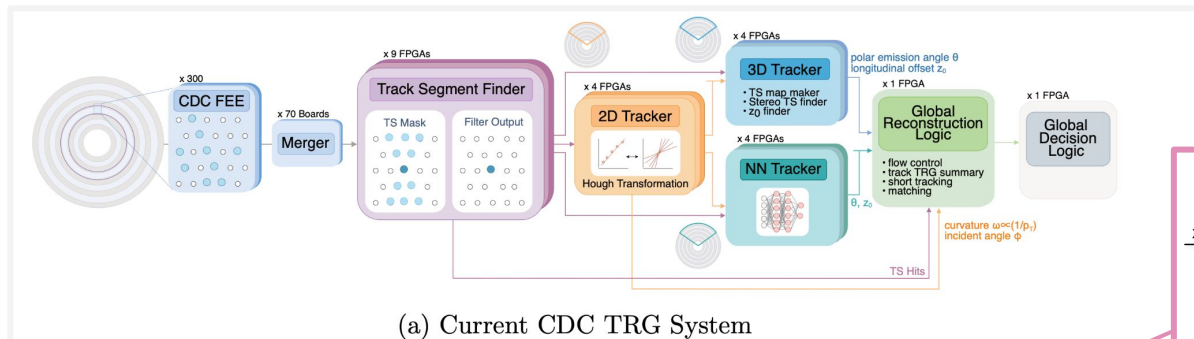 x 300
CDC FEE
x 70 Boards
Merger
x 9 FPGAs
Track Segment Finder
TS Mask
Filter Output
x 4 FPGAs
2D Tracker
Hough Transformation
x 4 FPGAs
3D Tracker
• TS map maker
• Stereo TS finder
• z0 finder
x 4 FPGAs
NN Tracker
polar emission angle θ
longitudinal offset z₀
θ, z₀
x 1 FPGA
Global
Reconstruction
Logic
• flow control
• track TRG summary
• short tracking
• matching
x 1 FPGA
Global
Decision
Logic
curvature ω∝(1/pT)
incident angle ϕ
TS Hits
(a) Current CDC TRG System